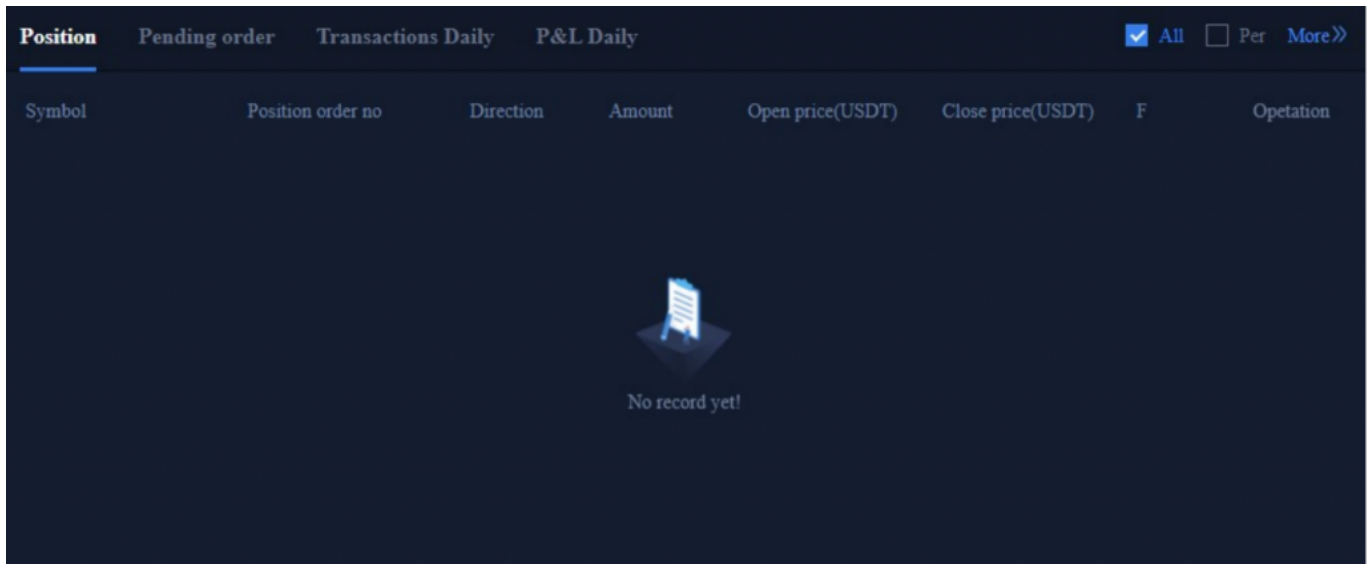 Position Pending order Transactions Daily P&L Daily All Per More»
Symbol Position order no Direction Amount Open price(USDT) Close price(USDT) F Opetation
No record yet!